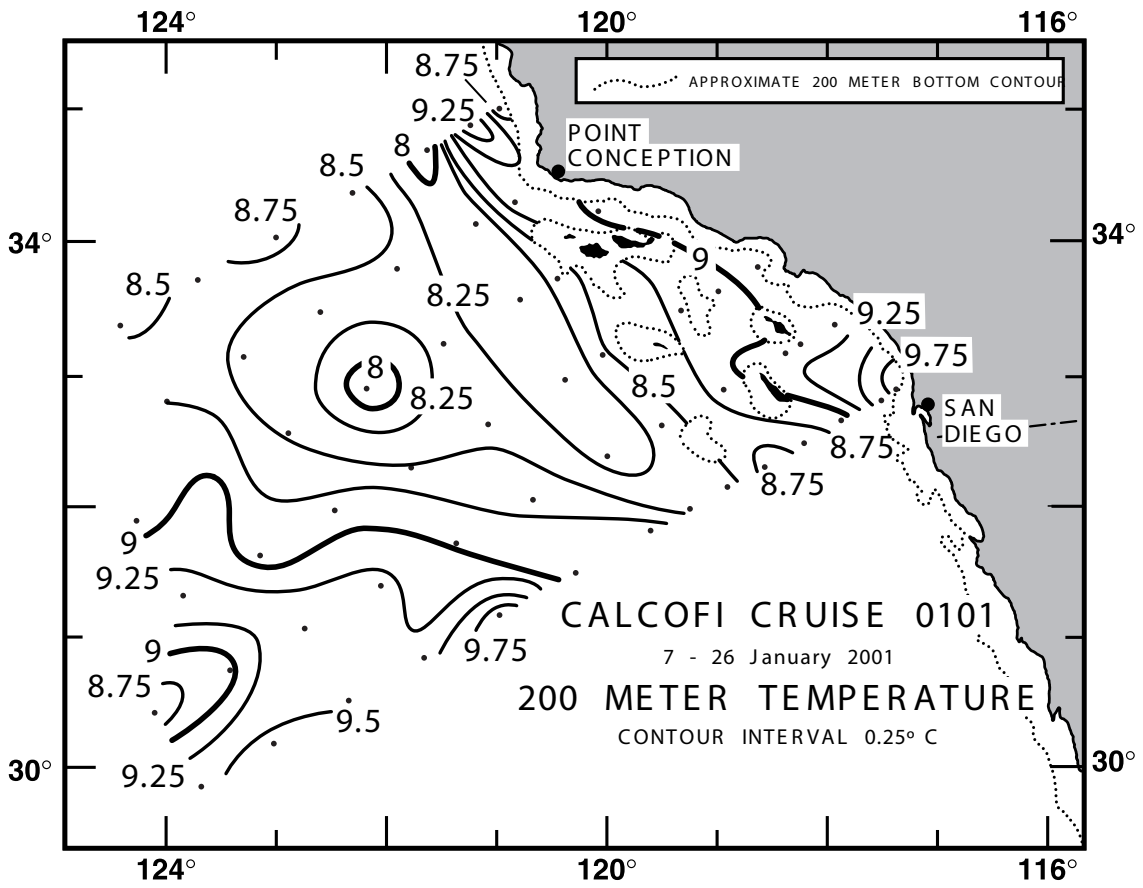 124° 120° 116°
8.75
APPROXIMATE 200 METER BOTTOM CONTOUR
9.25
POINT
CONCEPTION
8
8.5
8.75
34° 34°
9
8.5
8.25
9.25
9.75
8
8.5
8.25
SAN
DIEGO
8.75
8.75
9
9.25
CALCOFI CRUISE 0101
9
9.75
7 - 26 January 2001
8.75
200 METER TEMPERATURE
9.5
CONTOUR INTERVAL 0.25º C
9.25
30° 30°
124° 120° 116°